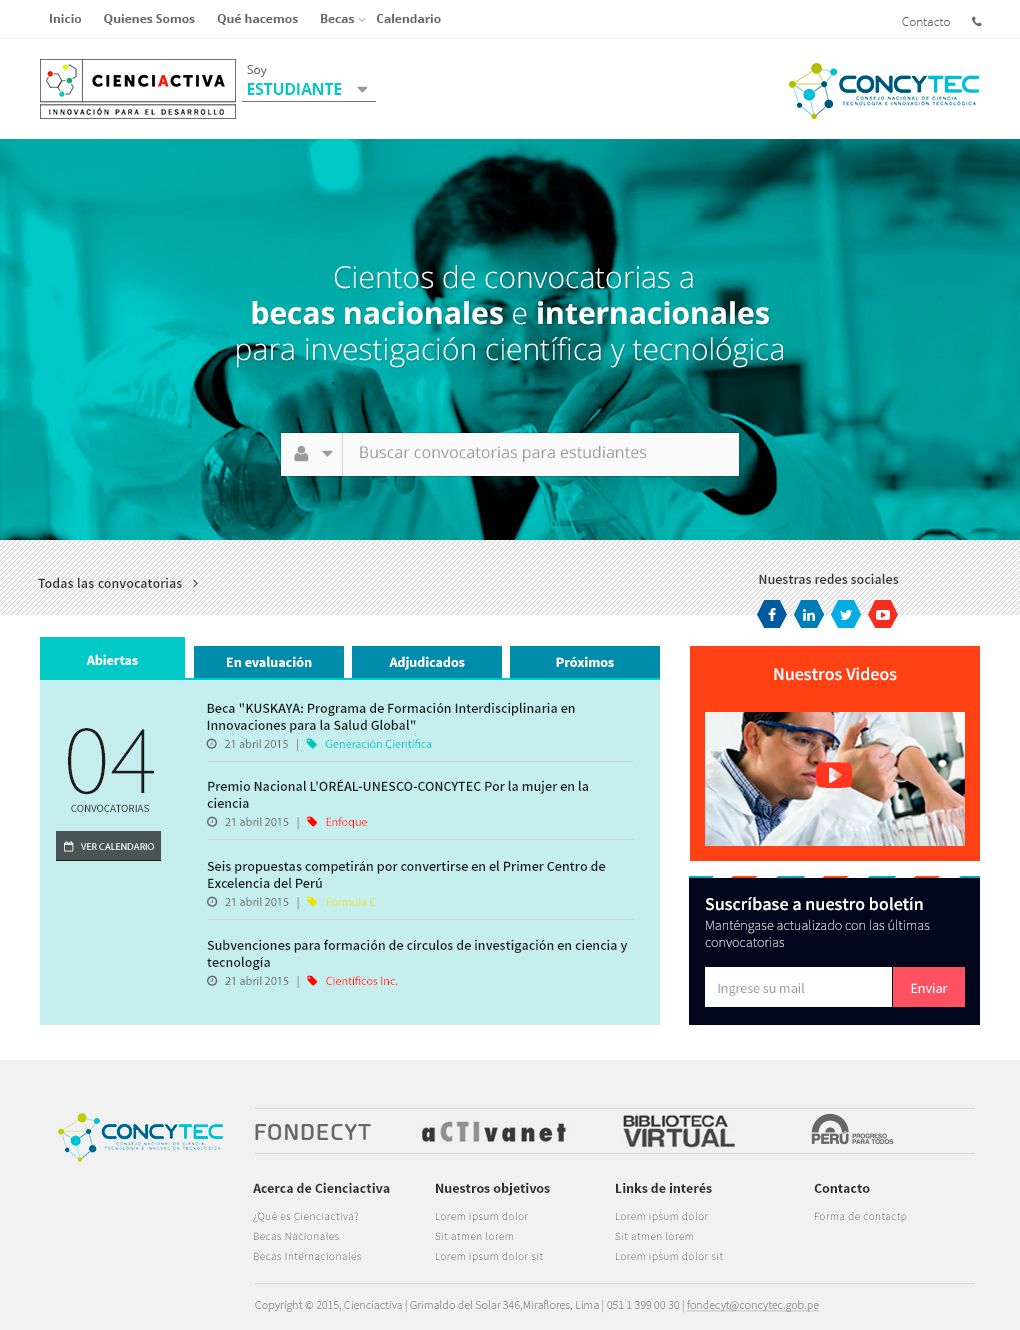 Inicio Quienes Somos Qué hacemos Becas Calendario
Contacto
CIENCIACTIVA
INNOVACIÓN PARA EL DESARROLLO
Soy
ESTUDIANTE
CONCYTEC
CONSEJO NACIONAL DE CIENCIA,
TECNOLOGÍA E INNOVACIÓN TECNOLÓGICA
Cientos de convocatorias a
becas nacionales e internacionales
para investigación científica y tecnológica
Buscar convocatorias para estudiantes
Todas las convocatorias >
Nuestras redes sociales
Abiertas
En evaluación
Adjudicados
Próximos
04
CONVOCATORIAS
VER CALENDARIO
Beca "KUSKAYA: Programa de Formación Interdisciplinaria en
Innovaciones para la Salud Global"
21 abril 2015 | Generación Científica
Premio Nacional L'ORÉAL-UNESCO-CONCYTEC Por la mujer en la
ciencia
21 abril 2015 | Enfoque
Seis propuestas competirán por convertirse en el Primer Centro de
Excelencia del Perú
21 abril 2015 | Fórmula C
Subvenciones para formación de círculos de investigación en ciencia y
tecnología
21 abril 2015 | Científicos Inc.
Nuestros Videos
Suscríbase a nuestro boletín
Manténgase actualizado con las últimas
convocatorias
Ingrese su mail
Enviar
CONCYTEC
CONSEJO NACIONAL DE CIENCIA,
TECNOLOGÍA E INNOVACIÓN TECNOLÓGICA
FONDECYT
aCTIvanet
BIBLIOTECA
VIRTUAL
PERÚ PROGRESO
PARA TODOS
Acerca de Cienciactiva
¿Qué es Cienciactiva?
Becas Nacionales
Becas Internacionales
Nuestros objetivos
Lorem ipsum dolor
Sit atmen lorem
Lorem ipsum dolor sit
Links de interés
Lorem ipsum dolor
Sit atmen lorem
Lorem ipsum dolor sit
Contacto
Forma de contactp
Copyright © 2015, Cienciactiva | Grimaldo del Solar 346,Miraflores, Lima | 051 1 399 00 30 | fondecyt@concytec.gob.pe